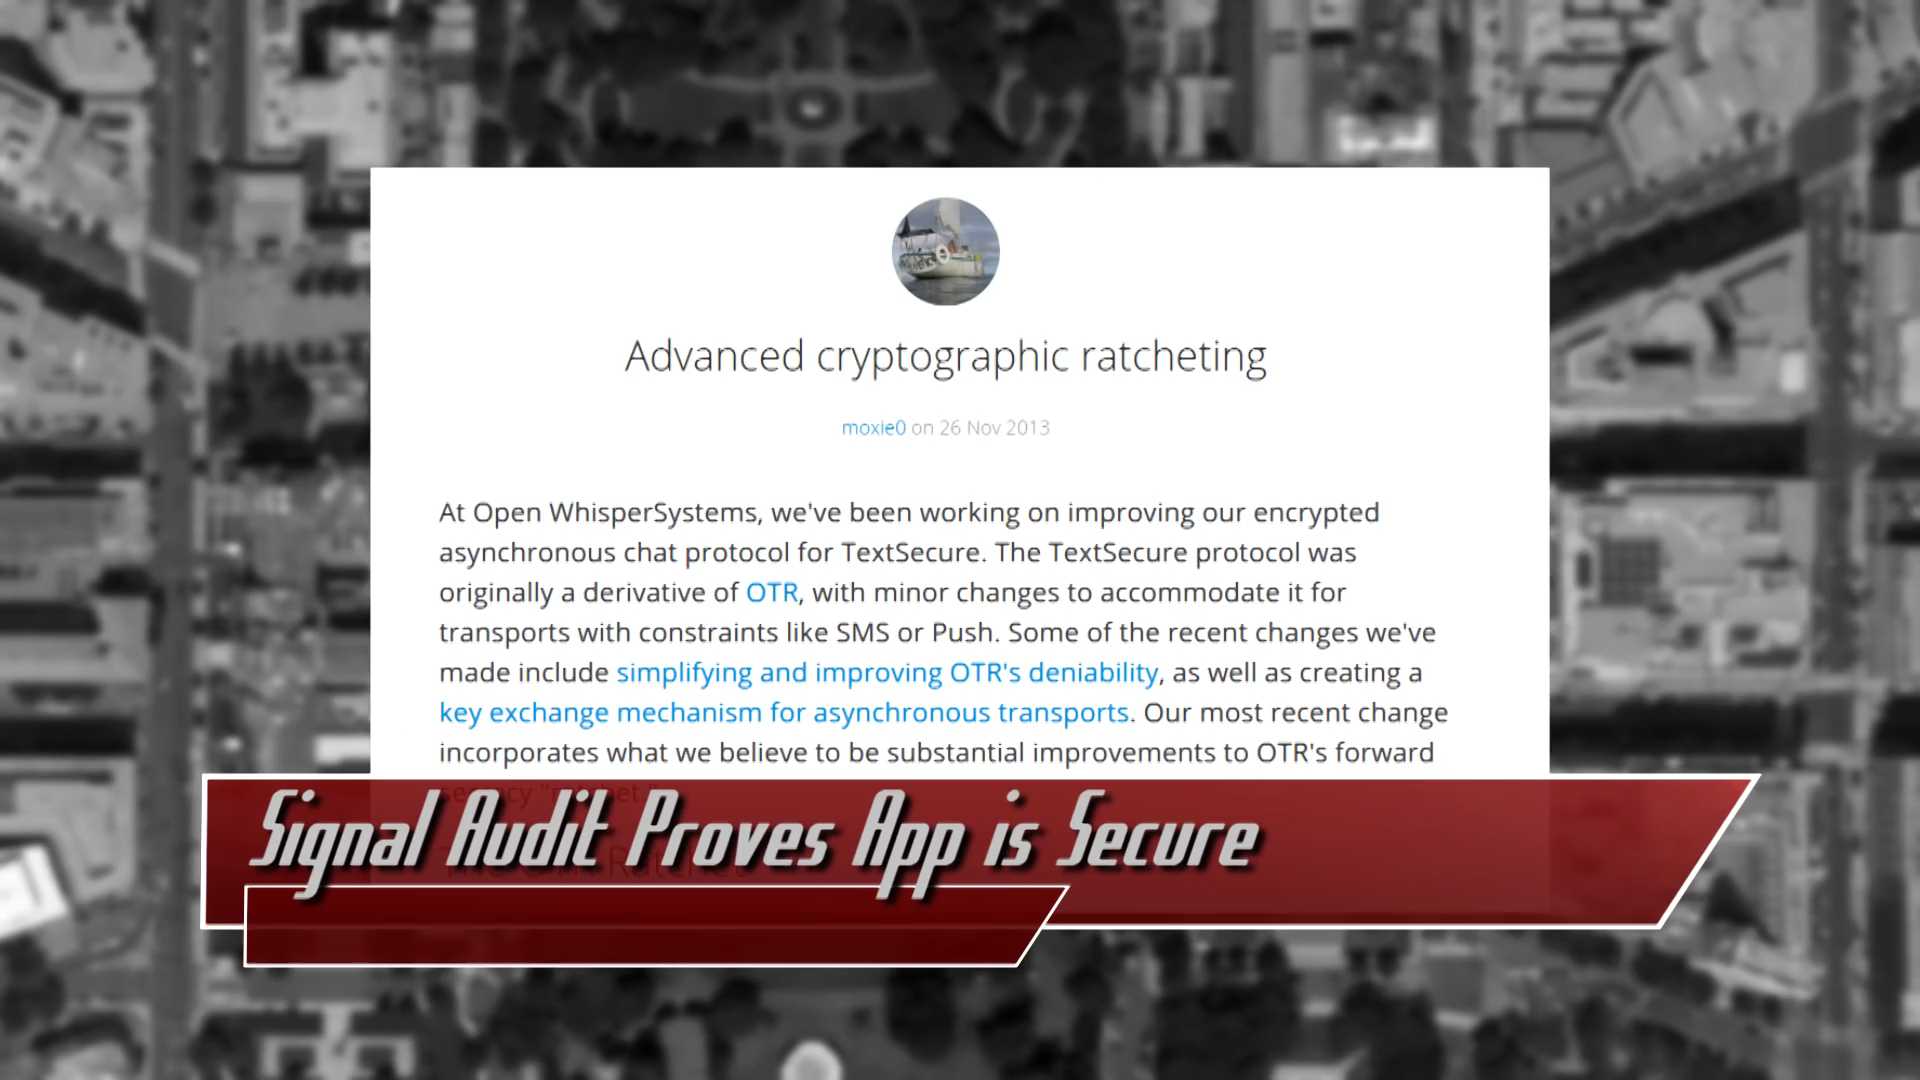 Advanced cryptographic ratcheting
moxie0 on 26 Nov 2013
At Open WhisperSystems, we've been working on improving our encrypted
asynchronous chat protocol for TextSecure. The TextSecure protocol was
originally a derivative of OTR, with minor changes to accommodate it for
transports with constraints like SMS or Push. Some of the recent changes we've
made include simplifying and improving OTR's deniability, as well as creating a
key exchange mechanism for asynchronous transports. Our most recent change
incorporates what we believe to be substantial improvements to OTR's forward
secrecy "ratchet."
Signal Audit Proves App is Secure